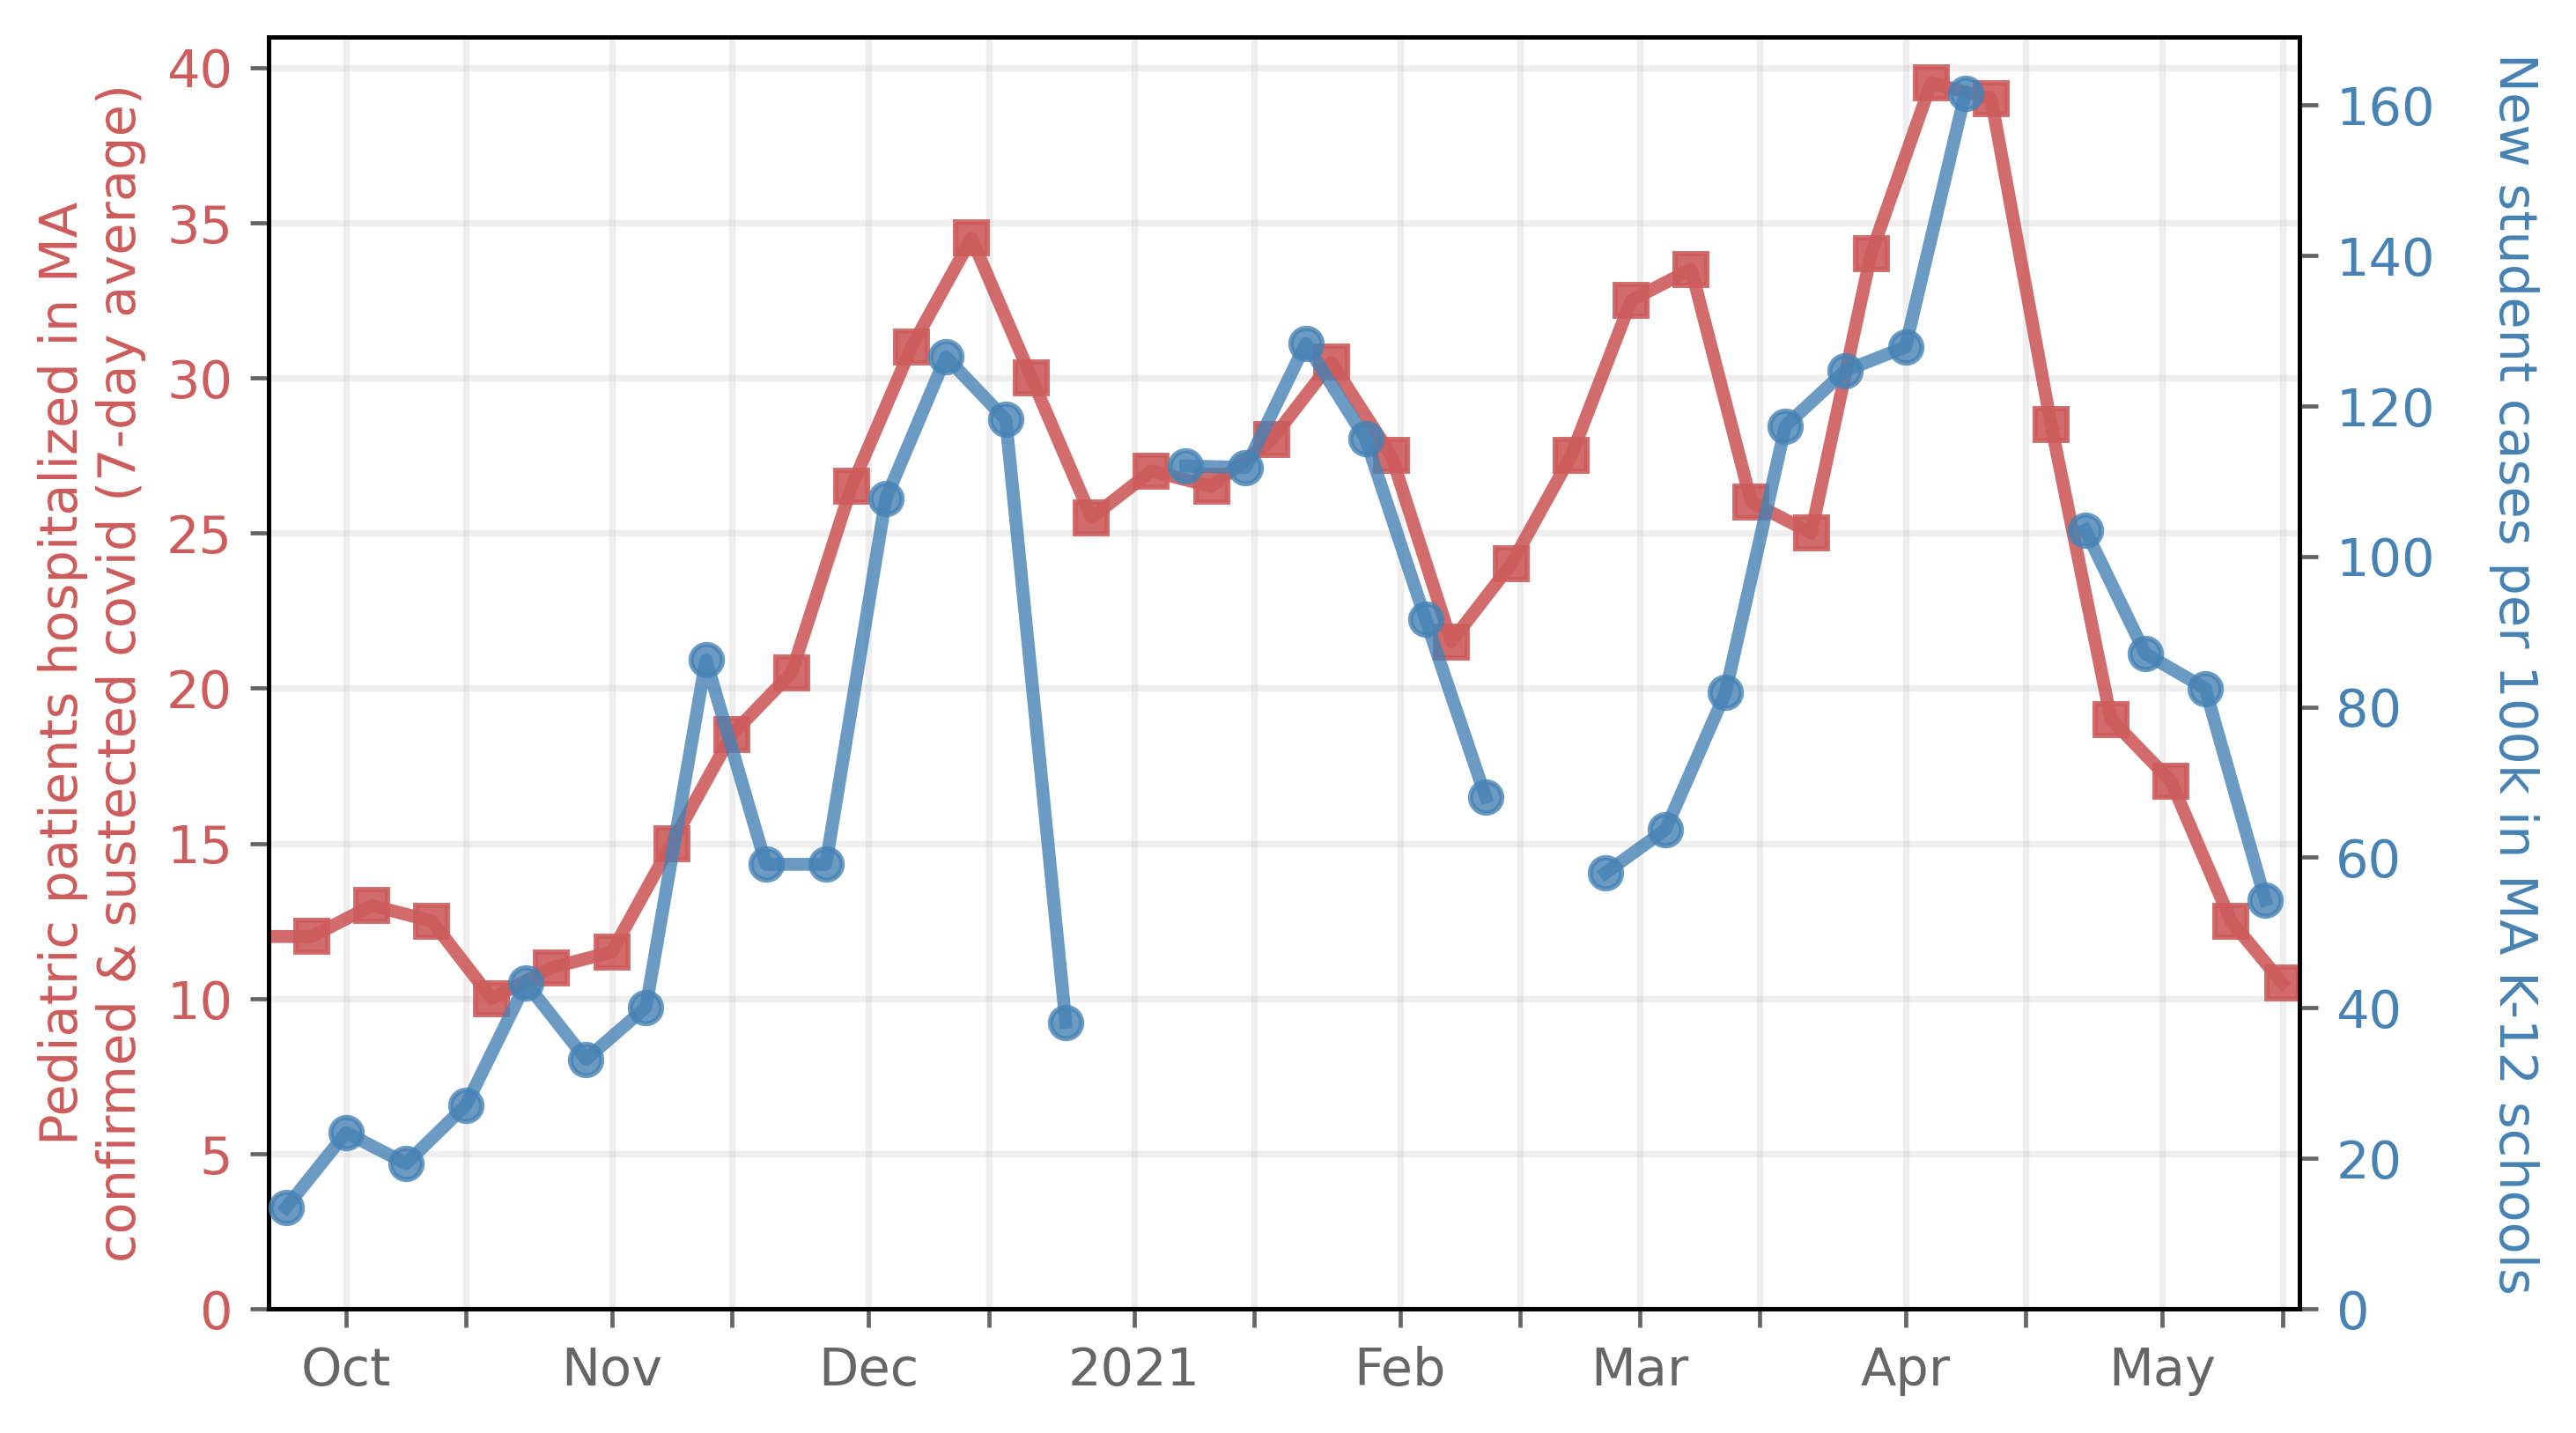 Pediatric patients hospitalized in MA
confirmed & sustected covid (7-day average)
40
35
30
25
20
15
10
5
0
Oct
Nov
Dec
2021
Feb
Mar
Apr
May
160
140
120
100
80
60
40
20
0
New student cases per 100k in MA K-12 schools